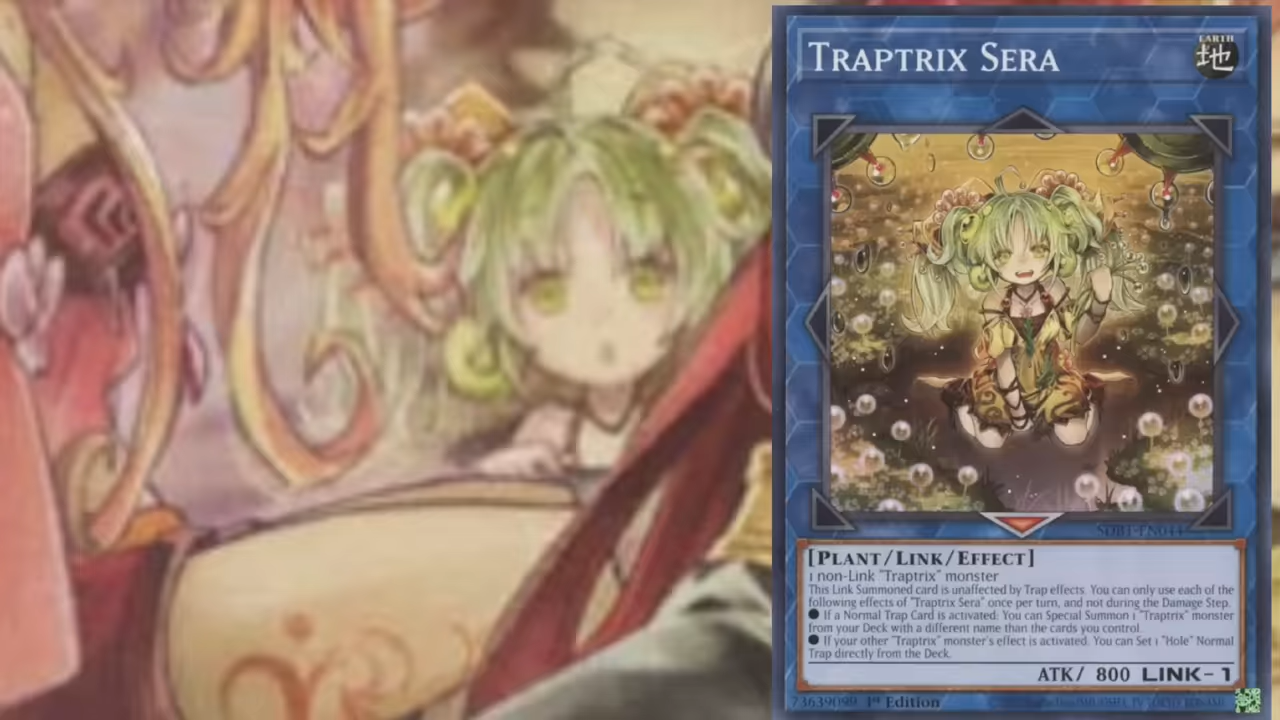 TRAPTRIX SERA
EARTH
地
SDBT-EN044
[PLANT/LINK/EFFECT]
1 non-Link "Traptrix" monster
This Link Summoned card is unaffected by Trap effects. You can only use each of the
following effects of "Traptrix Sera" once per turn, and not during the Damage Step.
● If a Normal Trap Card is activated: You can Special Summon 1 "Traptrix" monster
from your Deck with a different name than the cards you control.
● If your other "Traptrix" monster's effect is activated: You can Set 1 "Hole" Normal
Trap directly from the Deck.
ATK/ 800 LINK-1
73639099 1st Edition